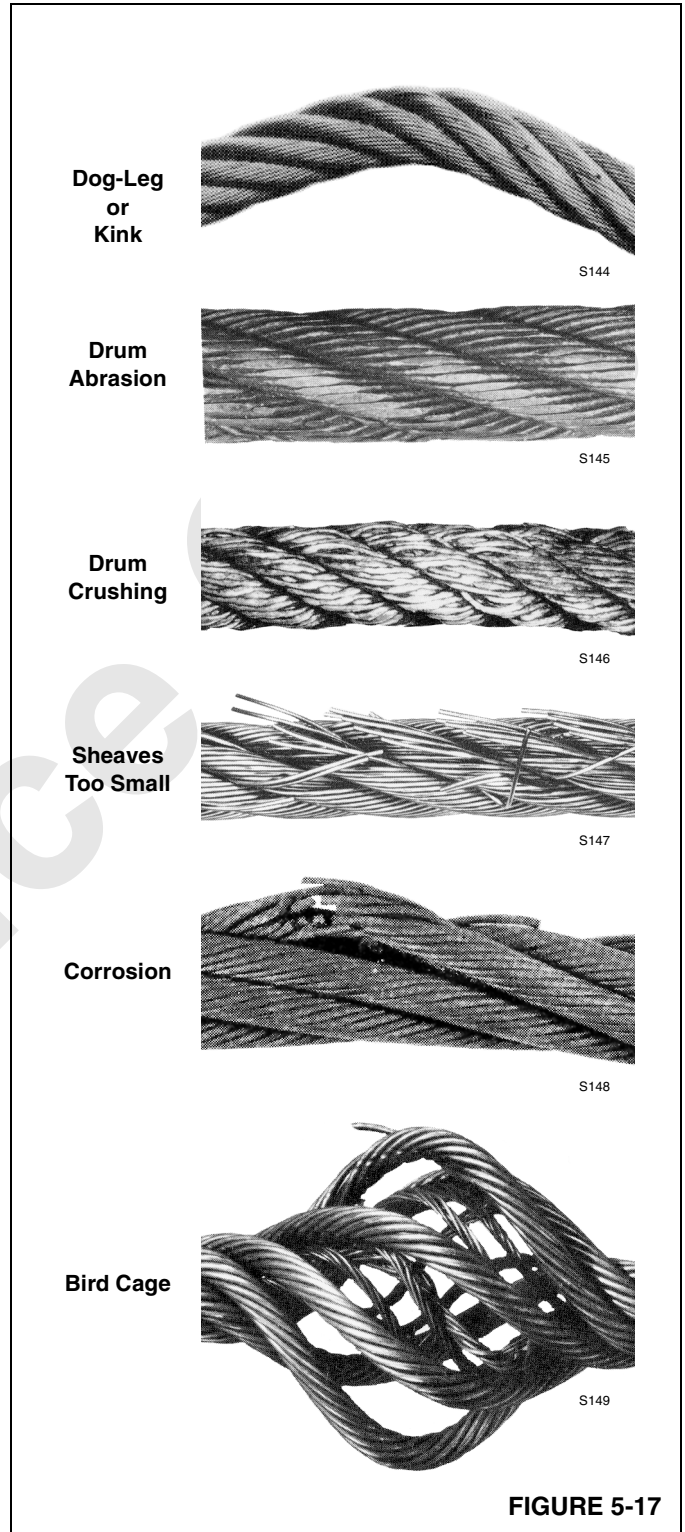 Dog-Leg
or
Kink
S144
Drum
Abrasion
S145
Drum
Crushing
S146
Sheaves
Too Small
S147
Corrosion
S148
Bird Cage
S149
FIGURE 5-17